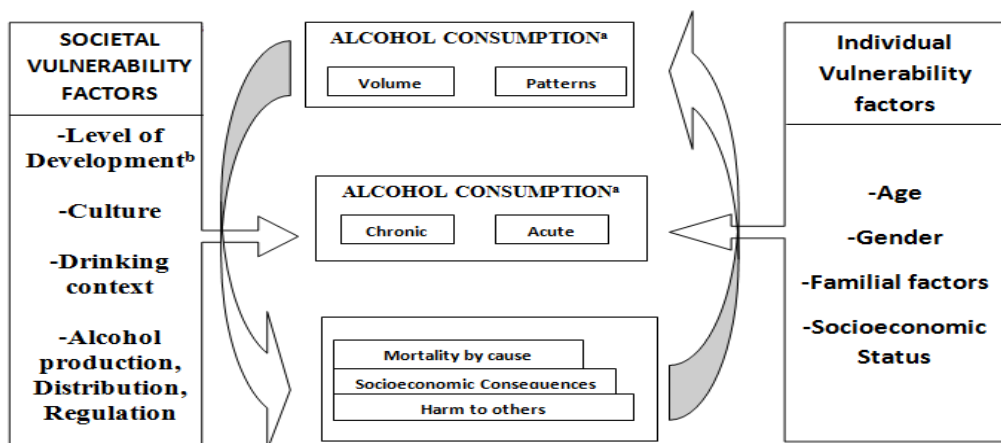 SOCIETAL
VULNERABILITY
FACTORS
-Level of
Developmentᵇ
-Culture
-Drinking
context
-Alcohol
production,
Distribution,
Regulation
ALCOHOL CONSUMPTIONᵃ
Volume
Patterns
ALCOHOL CONSUMPTIONᵃ
Chronic
Acute
Mortality by cause
Socioeconomic Consequences
Harm to others
Individual
Vulnerability
factors
-Age
-Gender
-Familial factors
-Socioeconomic
Status